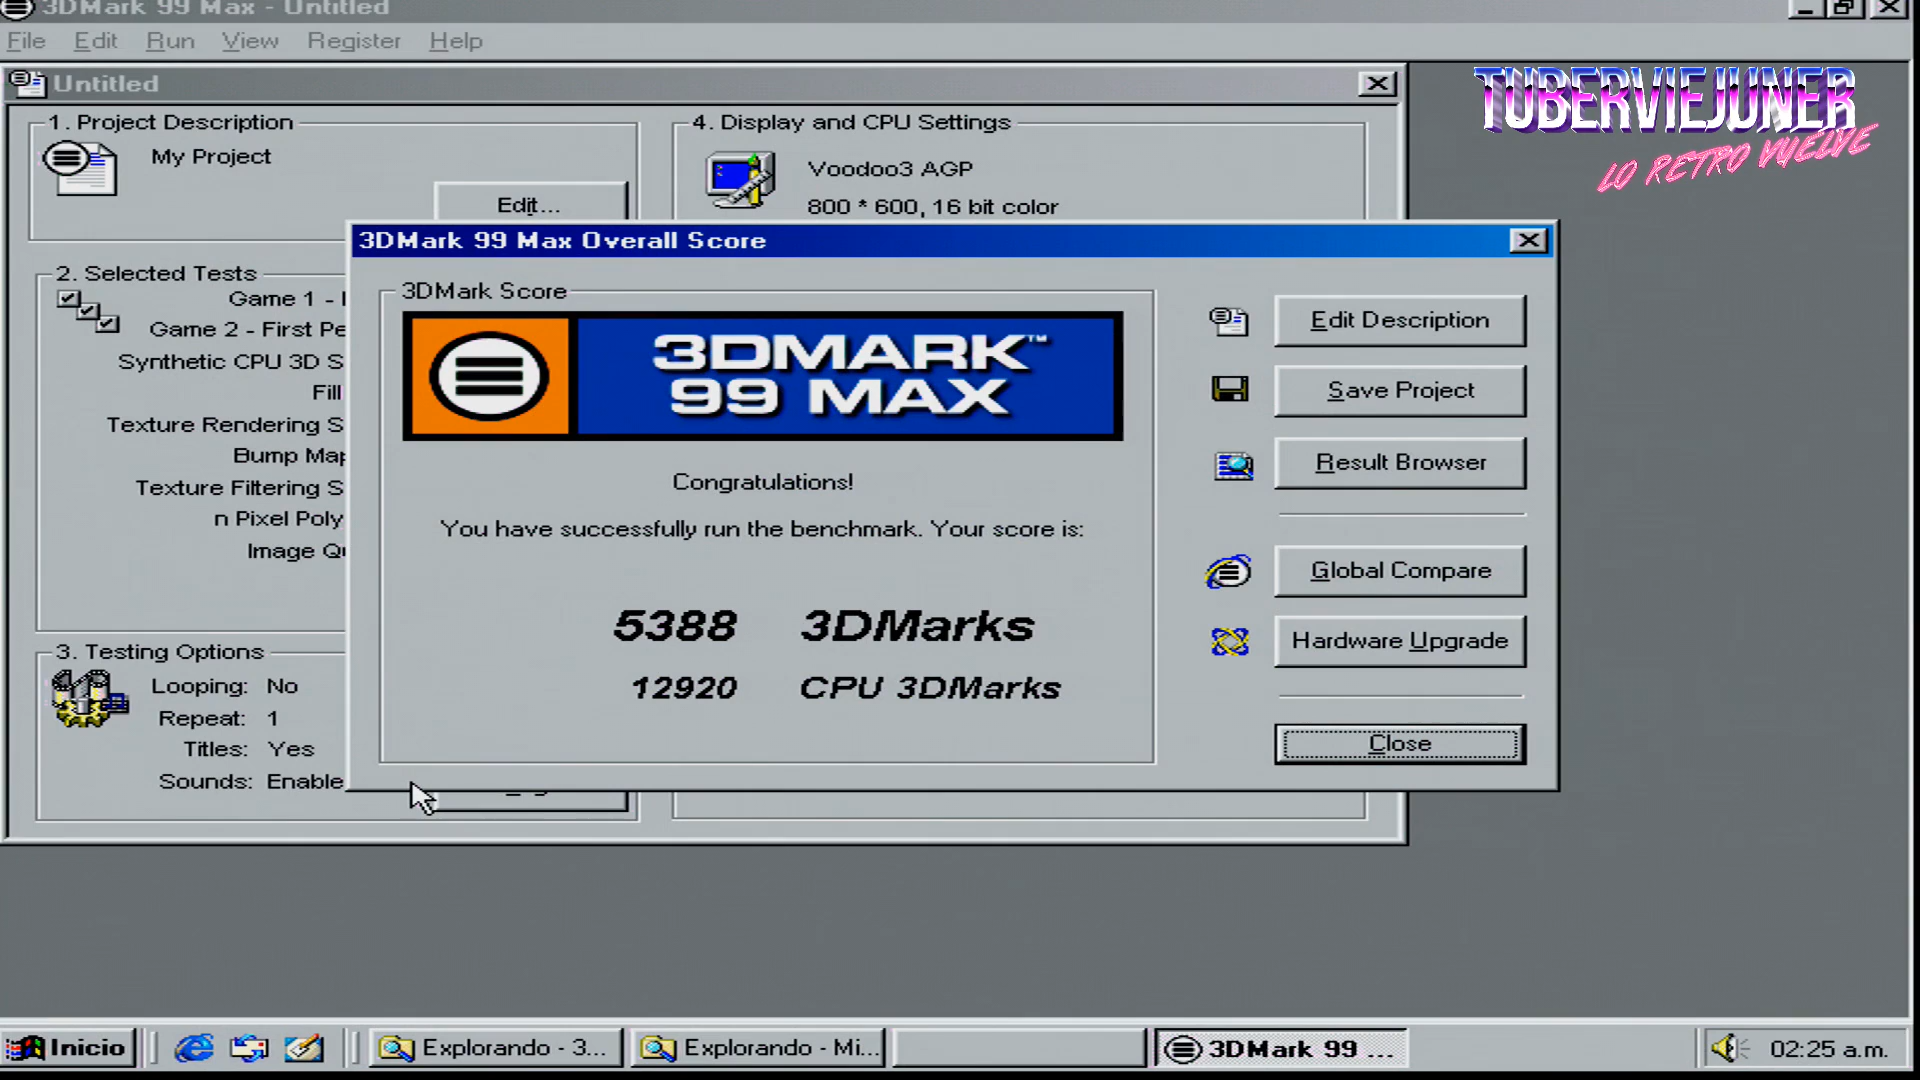 3DMark 99 Max - Untitled
File Edit Run View Register Help
Untitled
TUBERVIEJUNER
LO RETRO VUELVE
1. Project Description
My Project
Edit...
4. Display and CPU Settings
Voodoo3 AGP
800 * 600, 16 bit color
3DMark 99 Max Overall Score
2. Selected Tests
Game 1 -
Game 2 - First Pe
Synthetic CPU 3D S
Fill
Texture Rendering S
Bump Map
Texture Filtering S
n Pixel Poly
Image Qu
3. Testing Options
Looping: No
Repeat: 1
Titles: Yes
Sounds: Enable
3DMark Score
3DMARK™
99 MAX
Congratulations!
You have successfully run the benchmark. Your score is:
5388 3DMarks
12920 CPU 3DMarks
Edit Description
Save Project
Result Browser
Global Compare
Hardware Upgrade
Close
Inicio
Explorando - 3...
Explorando - Mi...
3DMark 99 ...
02:25 a.m.